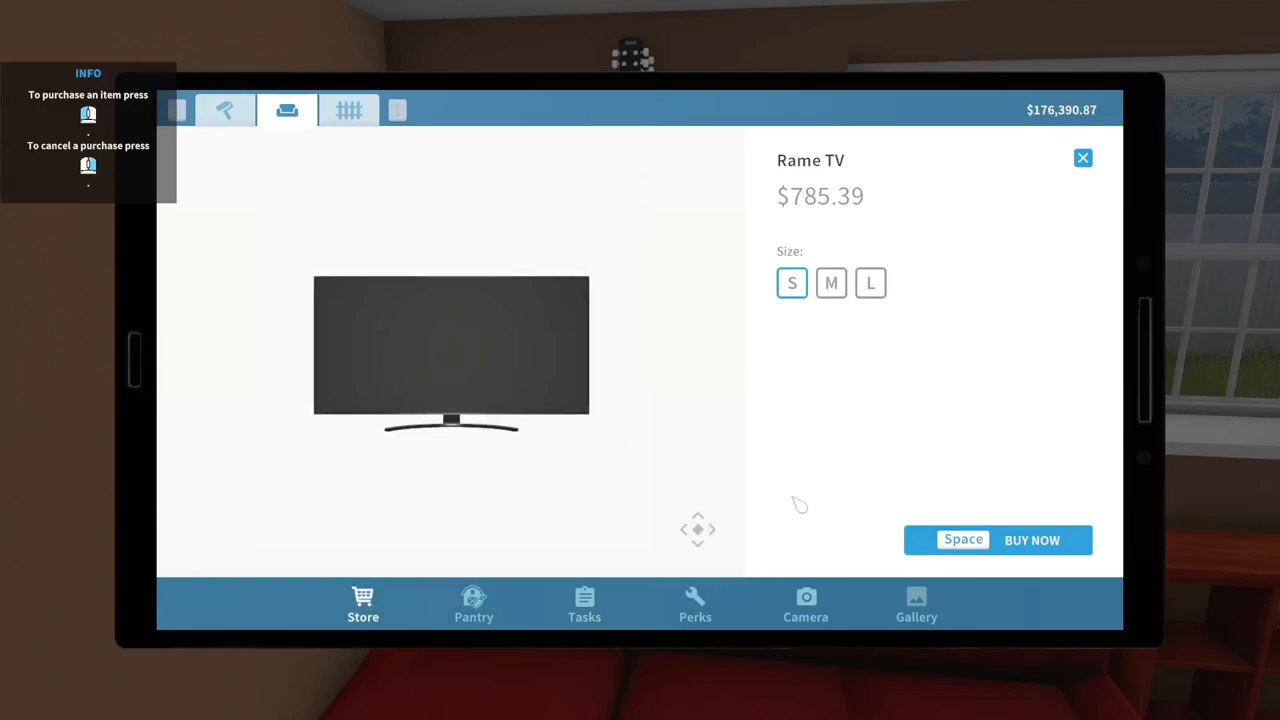 INFO
To purchase an item press
.
To cancel a purchase press
.
$176,390.87
Rame TV
$785.39
Size:
S M L
Space BUY NOW
Store Pantry Tasks Perks Camera Gallery